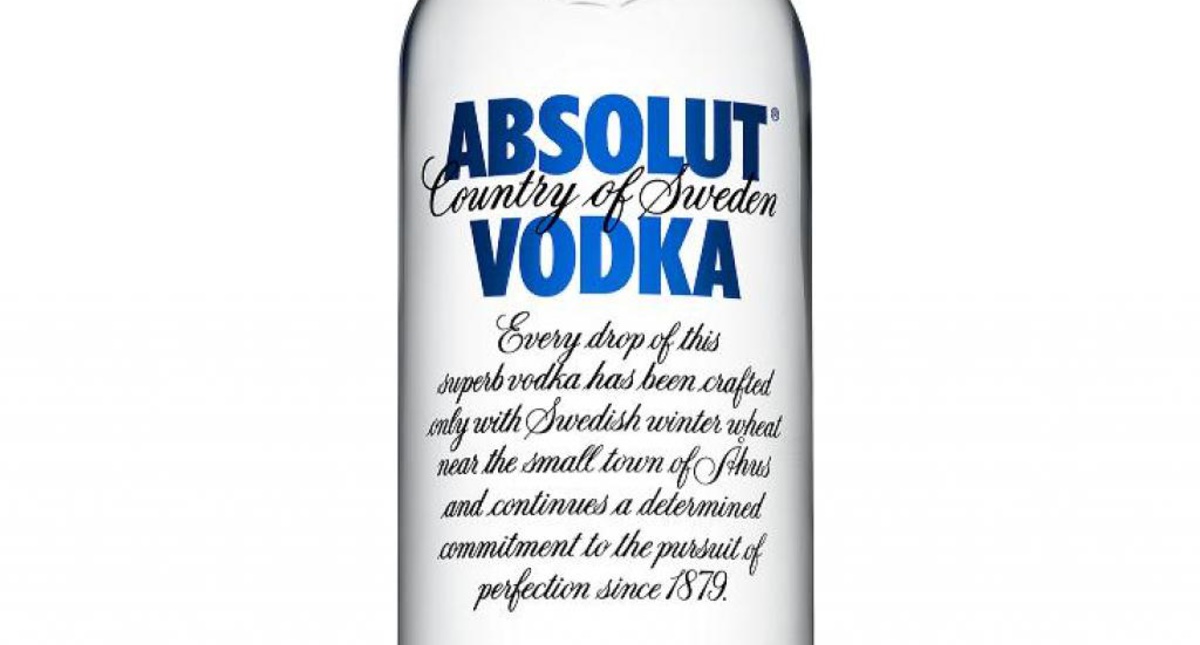 ABSOLUT®
Country of Sweden
VODKA
Every drop of this
superb vodka has been crafted
only with Swedish winter wheat
near the small town of Åhus
and continues a determined
commitment to the pursuit of
perfection since 1879.